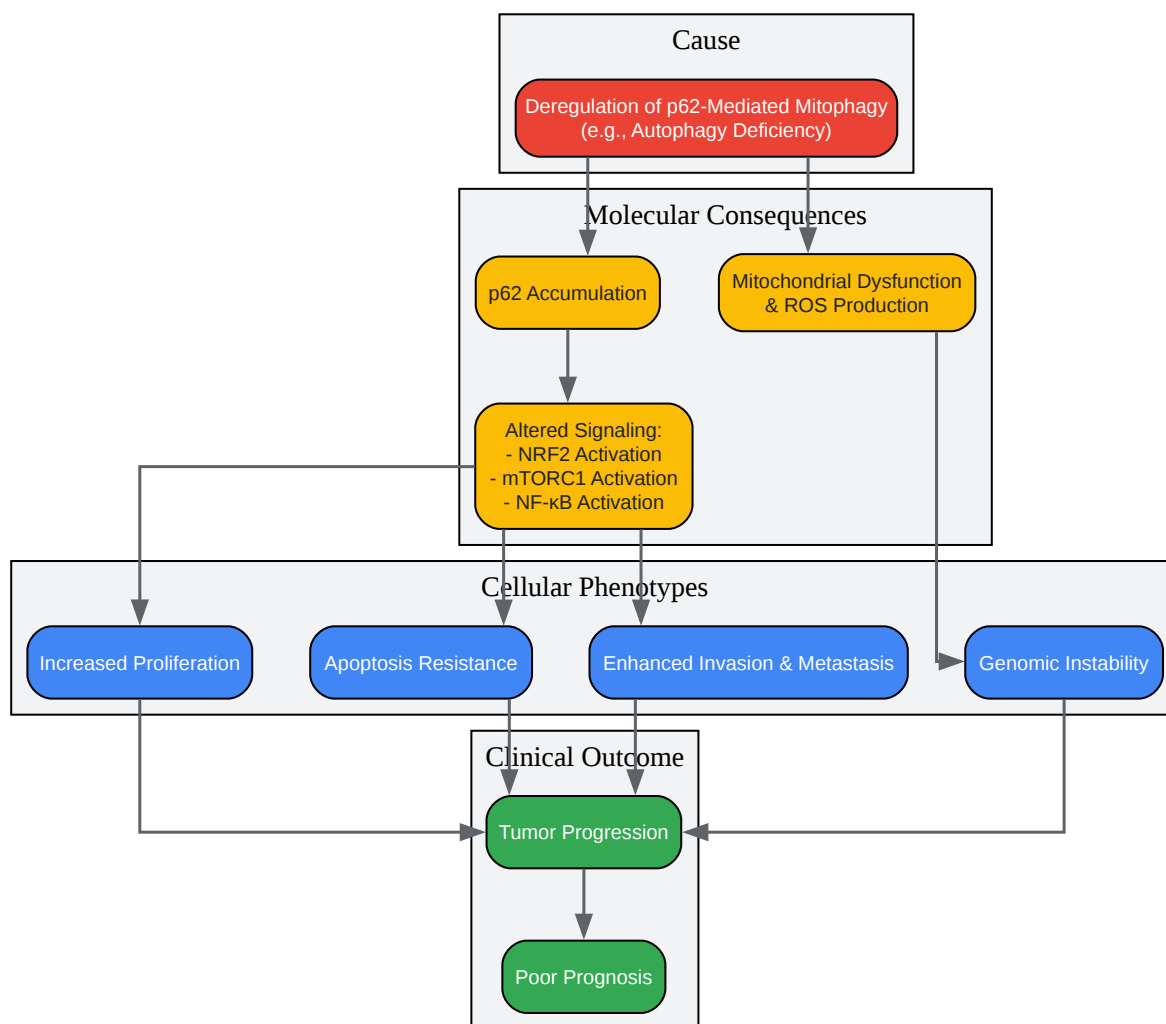 Cause
Deregulation of p62-Mediated Mitophagy
(e.g., Autophagy Deficiency)
Molecular Consequences
p62 Accumulation
Mitochondrial Dysfunction
& ROS Production
Altered Signaling:
- NRF2 Activation
- mTORC1 Activation
- NF-κB Activation
Cellular Phenotypes
Increased Proliferation
Apoptosis Resistance
Enhanced Invasion & Metastasis
Genomic Instability
Clinical Outcome
Tumor Progression
Poor Prognosis